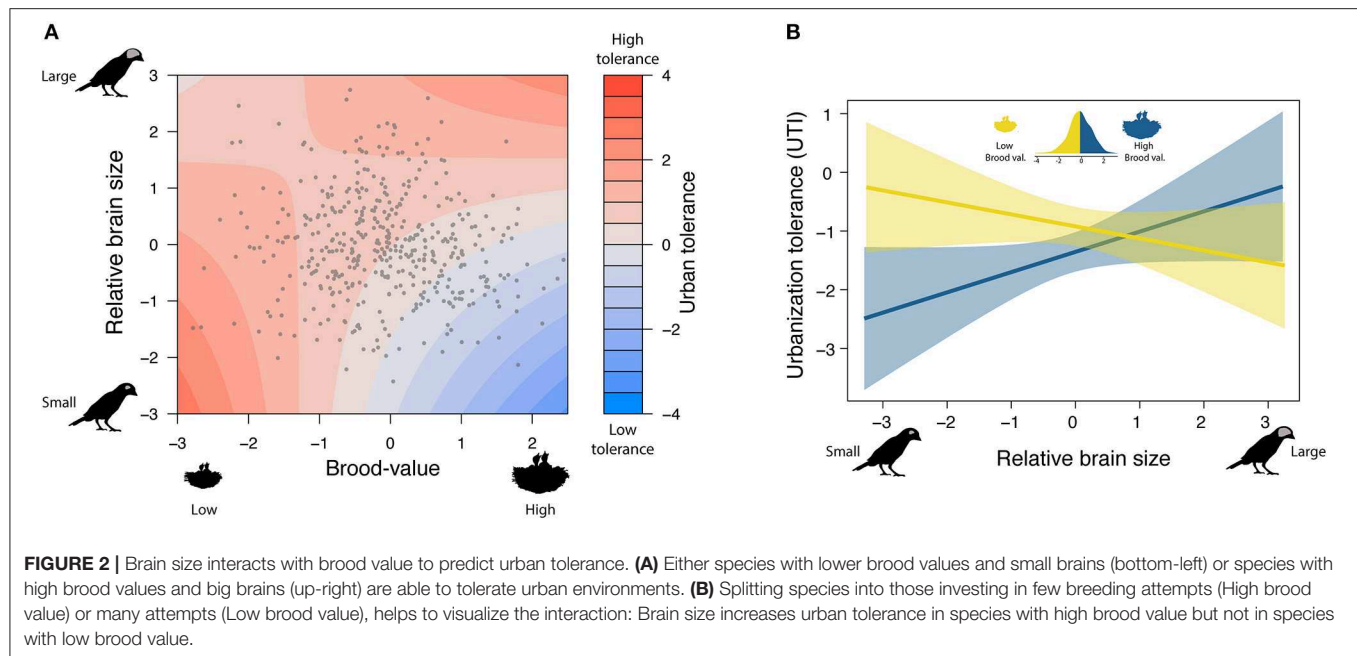 A
B
Large
Relative brain size
Small
3
2
1
0
−1
−2
−3
−3
−2
−1
0
1
2
Brood-value
Low
High
High
tolerance
4
2
0
−2
−4
Urban tolerance
Low
tolerance
Urbanization tolerance (UTI)
1
0
−1
−2
−3
Low
Brood val.
-4
-2
0
2
High
Brood val.
−3
−2
−1
0
1
2
3
Small
Relative brain size
Large
FIGURE 2 | Brain size interacts with brood value to predict urban tolerance. (A) Either species with lower brood values and small brains (bottom-left) or species with
high brood values and big brains (up-right) are able to tolerate urban environments. (B) Splitting species into those investing in few breeding attempts (High brood
value) or many attempts (Low brood value), helps to visualize the interaction: Brain size increases urban tolerance in species with high brood value but not in species
with low brood value.